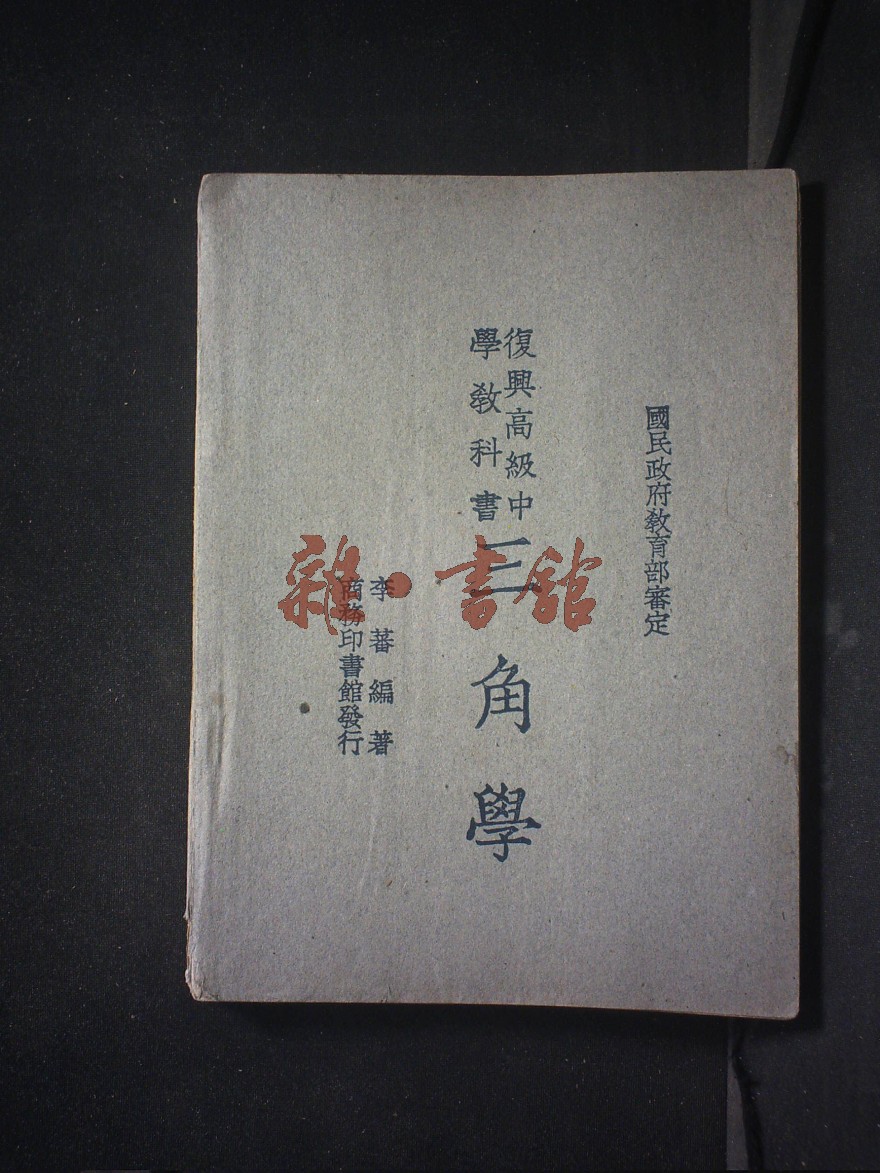 國民政府教育部審定
復興高級中
學教科書
三角學
李蕃編著
商務印書館發行
雜·書館